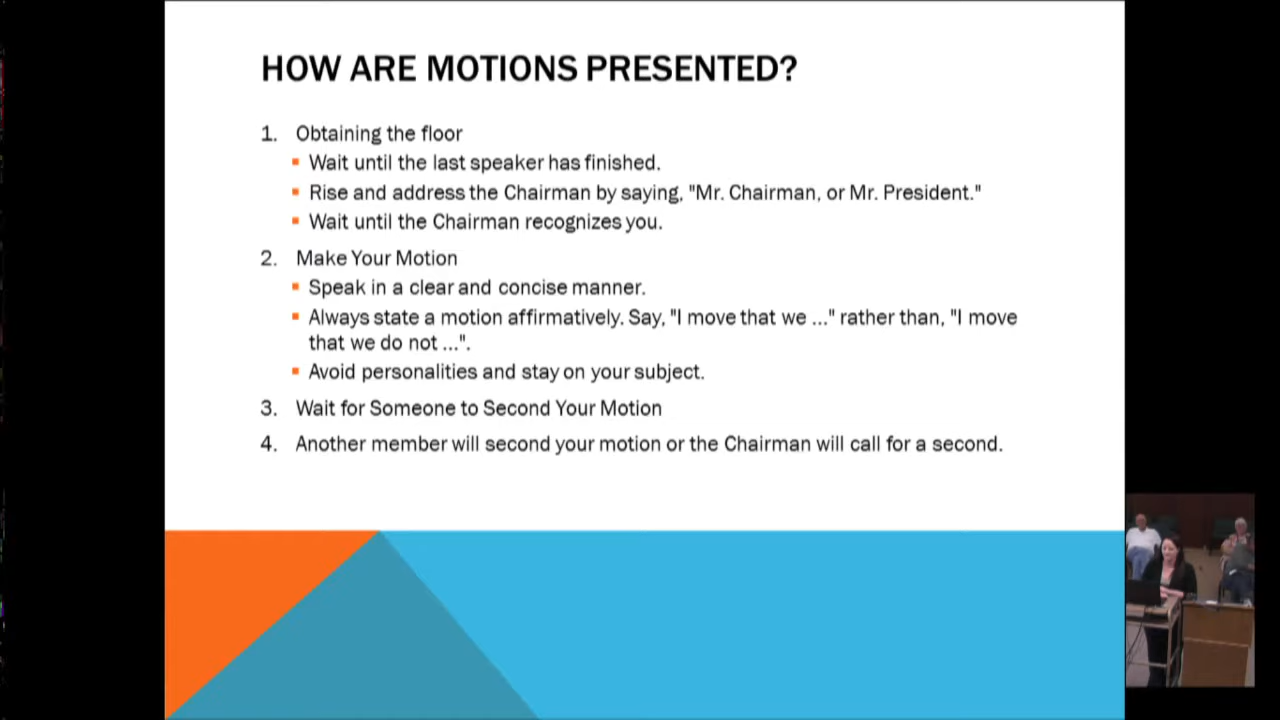 HOW ARE MOTIONS PRESENTED?
1. Obtaining the floor
▪ Wait until the last speaker has finished.
▪ Rise and address the Chairman by saying, "Mr. Chairman, or Mr. President."
▪ Wait until the Chairman recognizes you.
2. Make Your Motion
▪ Speak in a clear and concise manner.
▪ Always state a motion affirmatively. Say, "I move that we ..." rather than, "I move
that we do not ...".
▪ Avoid personalities and stay on your subject.
3. Wait for Someone to Second Your Motion
4. Another member will second your motion or the Chairman will call for a second.